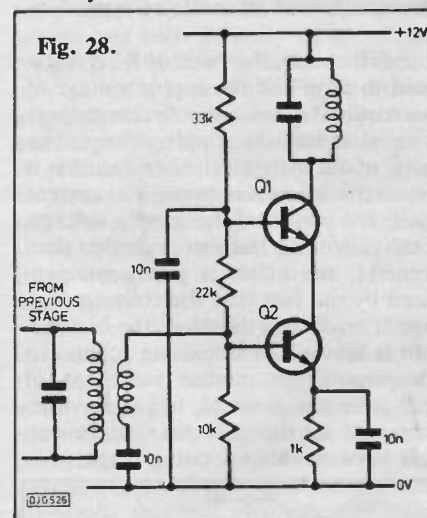 Fig. 28.
+12V
33k
Q1
10n
22k
FROM
PREVIOUS
STAGE
Q2
10k
1k
10n
10n
0V
DJG526